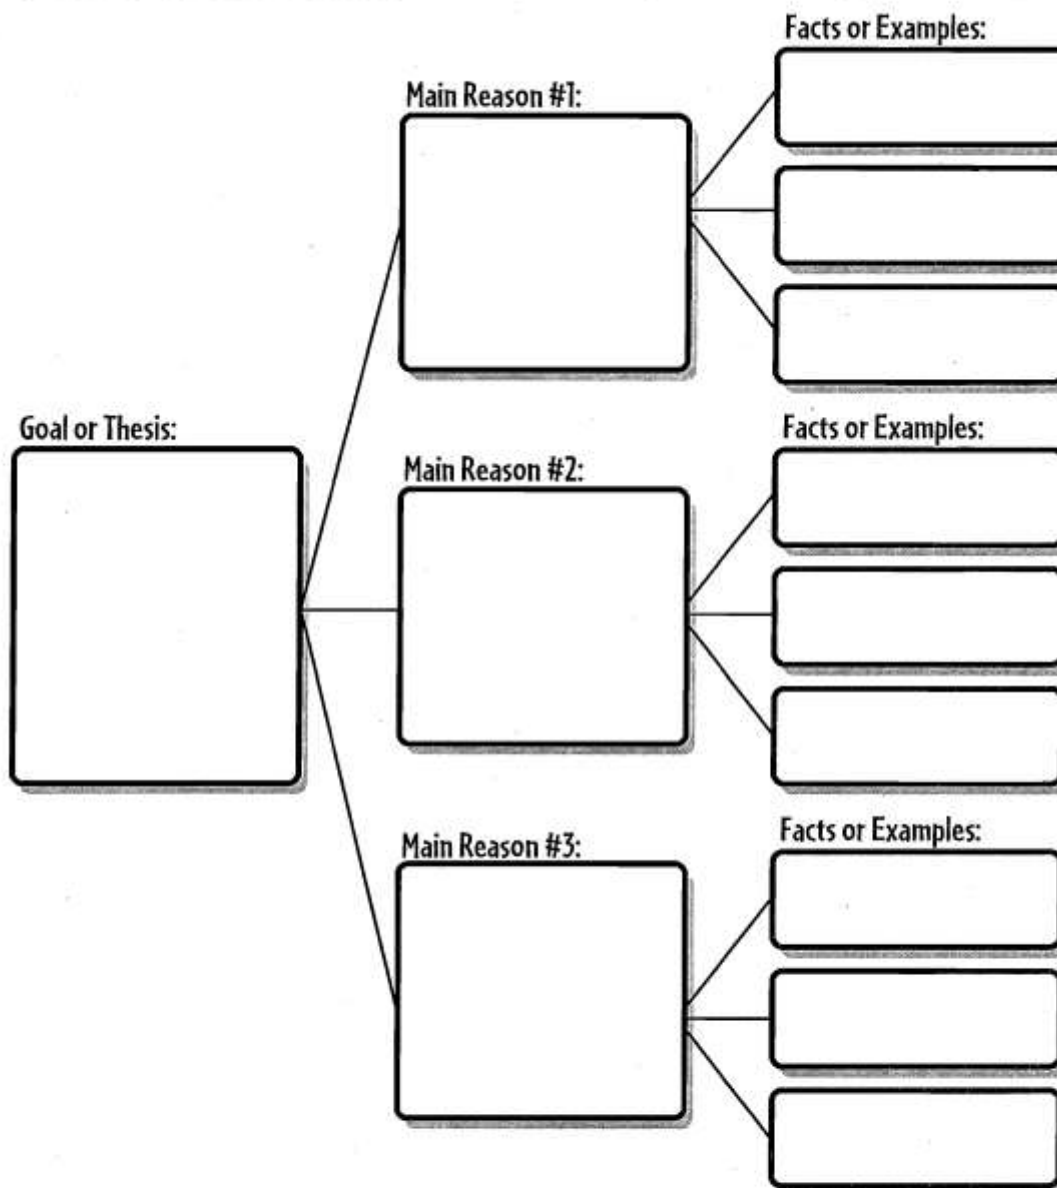 Goal or Thesis:
Main Reason #1:
Facts or Examples:
Main Reason #2:
Facts or Examples:
Main Reason #3:
Facts or Examples: